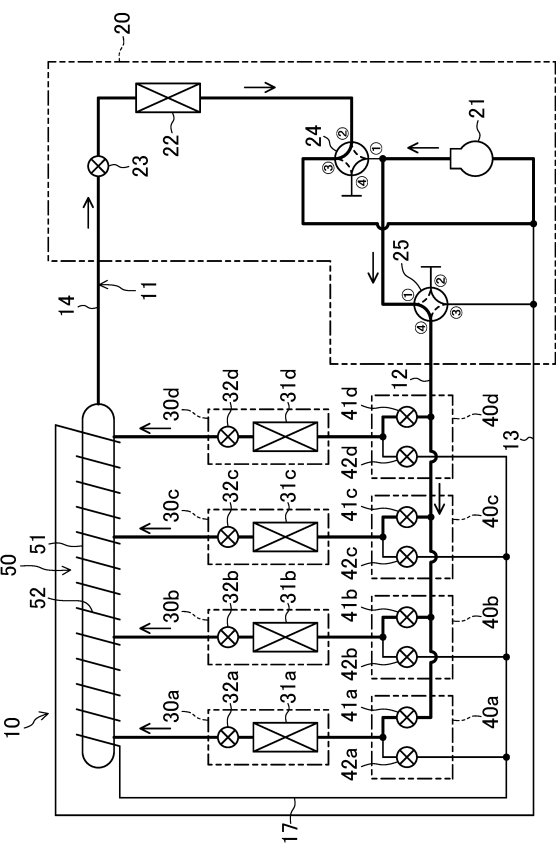 20
22
23
24
①
②
③
④
21
25
①
②
③
④
14
11
12
13
10
50
51
52
30d
32d
31d
30c
32c
31c
30b
32b
31b
30a
32a
31a
41d
42d
40d
41c
42c
40c
41b
42b
40b
41a
42a
40a
17